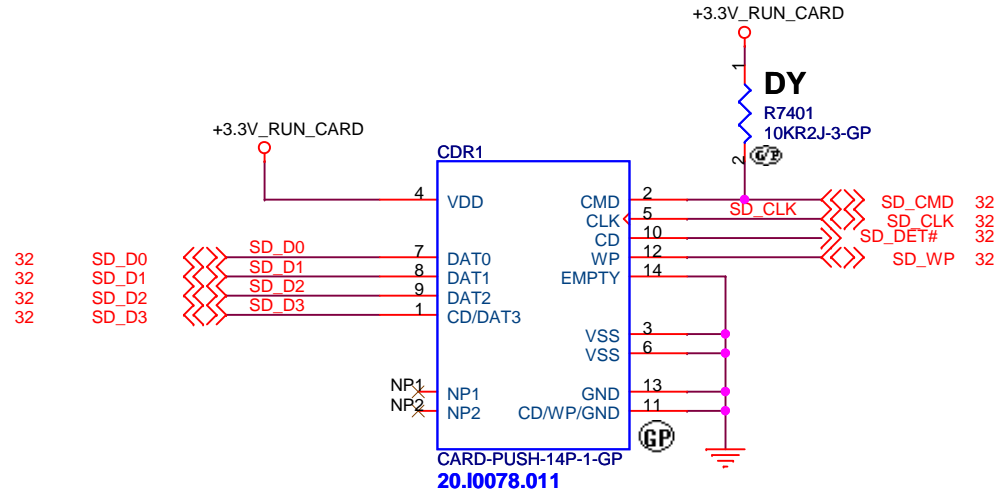 +3.3V_RUN_CARD
1
DY
R7401
10KR2J-3-GP
2
G/P
+3.3V_RUN_CARD
CDR1
4 VDD
CMD 2 SD_CMD 32
CLK 5 SD_CLK SD_CLK 32
CD 10 SD_DET# 32
WP 12 SD_WP 32
EMPTY 14
32 SD_D0 SD_D0 7 DAT0
32 SD_D1 SD_D1 8 DAT1
32 SD_D2 SD_D2 9 DAT2
32 SD_D3 SD_D3 1 CD/DAT3
VSS 3
VSS 6
NP1 NP1
NP2 NP2
GND 13
CD/WP/GND 11
GP
CARD-PUSH-14P-1-GP
20.I0078.011